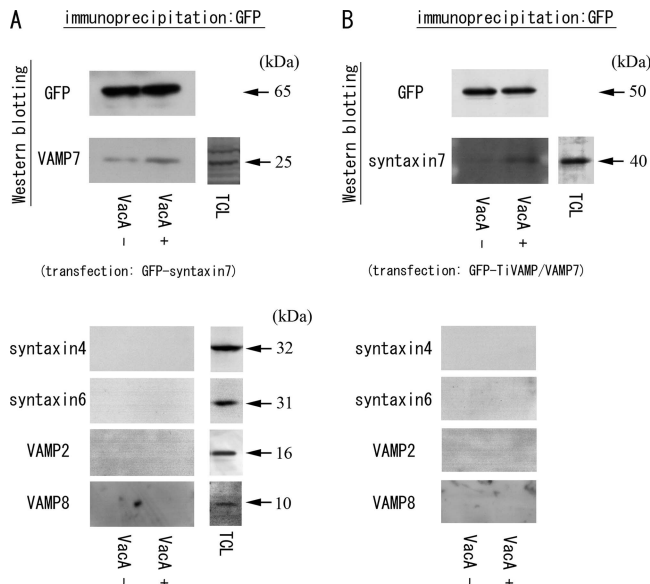 A
immunoprecipitation:GFP
(kDa)
Western blotting
GFP
65
VAMP7
25
VacA -
VacA +
TCL
(transfection: GFP-syntaxin7)
(kDa)
syntaxin4
32
syntaxin6
31
VAMP2
16
VAMP8
10
VacA -
VacA +
TCL
B
immunoprecipitation:GFP
(kDa)
Western blotting
GFP
50
syntaxin7
40
VacA -
VacA +
TCL
(transfection: GFP-TiVAMP/VAMP7)
syntaxin4
syntaxin6
VAMP2
VAMP8
VacA -
VacA +